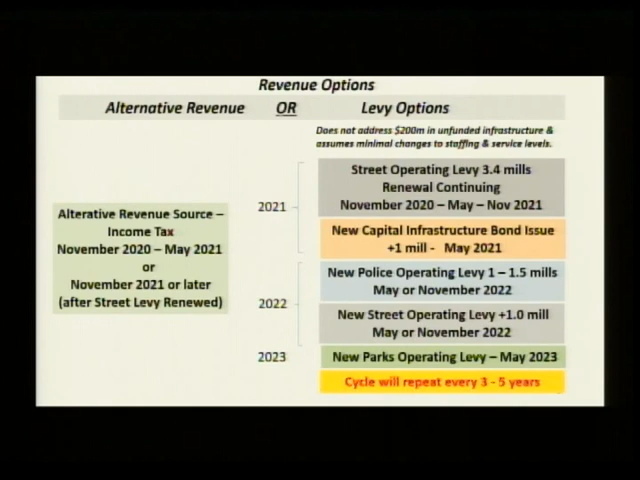 Revenue Options
Alternative Revenue OR Levy Options
Does not address $200m in unfunded infrastructure &
assumes minimal changes to staffing & service levels.
Alterative Revenue Source –
Income Tax
November 2020 – May 2021
or
November 2021 or later
(after Street Levy Renewed)
2021
Street Operating Levy 3.4 mills
Renewal Continuing
November 2020 – May – Nov 2021
New Capital Infrastructure Bond Issue
+1 mill - May 2021
2022
New Police Operating Levy 1 – 1.5 mills
May or November 2022
New Street Operating Levy +1.0 mill
May or November 2022
2023
New Parks Operating Levy – May 2023
Cycle will repeat every 3 - 5 years